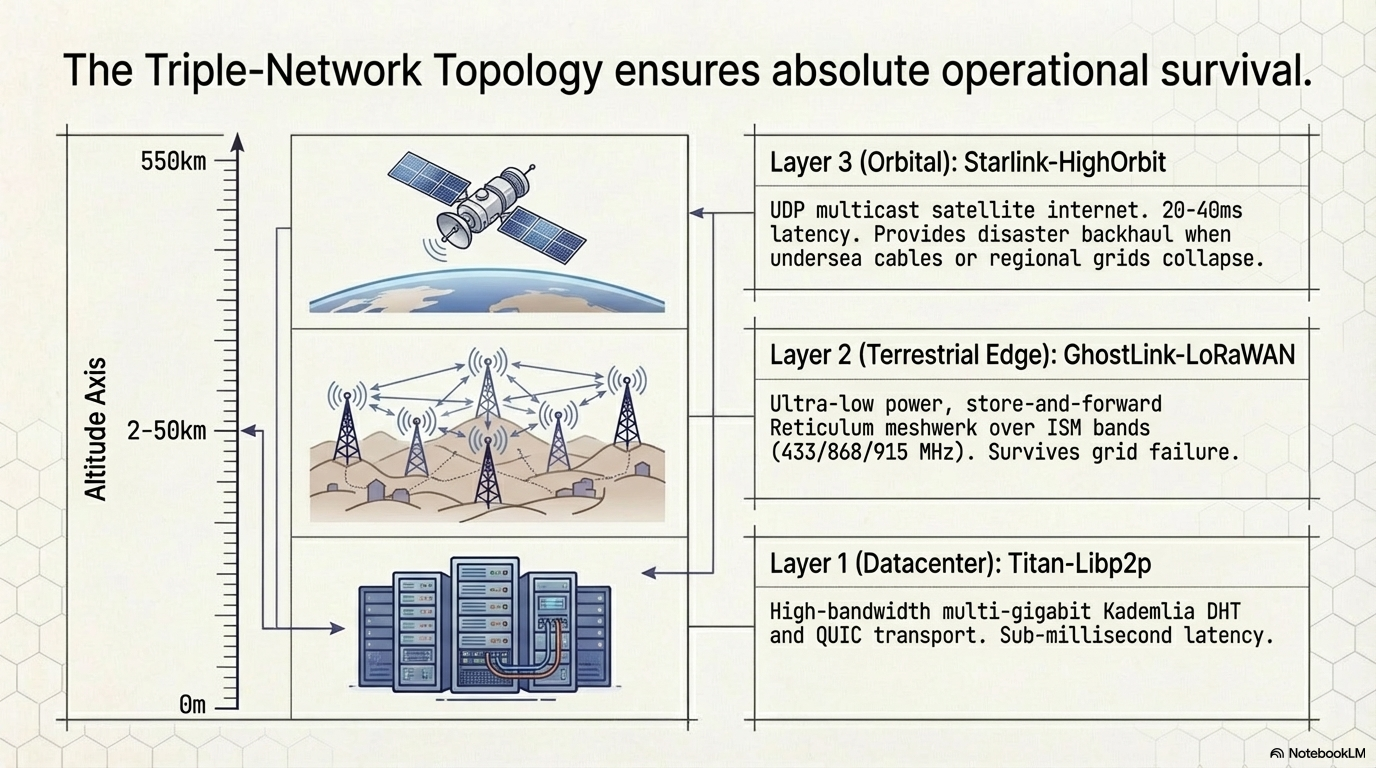 The Triple-Network Topology ensures absolute operational survival.
Altitude Axis
550km
2-50km
0m
Layer 3 (Orbital): Starlink-HighOrbit
UDP multicast satellite internet. 20-40ms
latency. Provides disaster backhaul when
undersea cables or regional grids collapse.
Layer 2 (Terrestrial Edge): GhostLink-LoRaWAN
Ultra-low power, store-and-forward
Reticulum meshwerk over ISM bands
(433/868/915 MHz). Survives grid failure.
Layer 1 (Datacenter): Titan-Libp2p
High-bandwidth multi-gigabit Kademlia DHT
and QUIC transport. Sub-millisecond latency.
NotebookLM